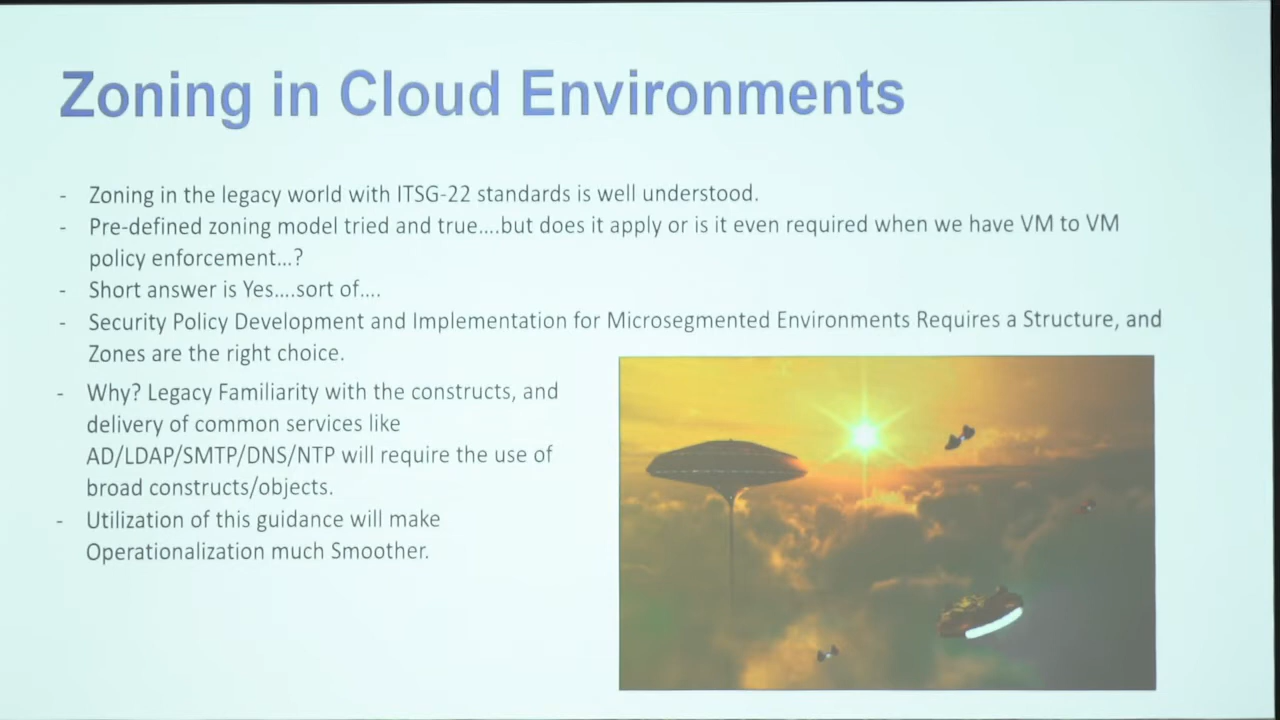 Zoning in Cloud Environments
- Zoning in the legacy world with ITSG-22 standards is well understood.
- Pre-defined zoning model tried and true....but does it apply or is it even required when we have VM to VM
policy enforcement...?
- Short answer is Yes....sort of....
- Security Policy Development and Implementation for Microsegmented Environments Requires a Structure, and
Zones are the right choice.
- Why? Legacy Familiarity with the constructs, and
delivery of common services like
AD/LDAP/SMTP/DNS/NTP will require the use of
broad constructs/objects.
- Utilization of this guidance will make
Operationalization much Smoother.